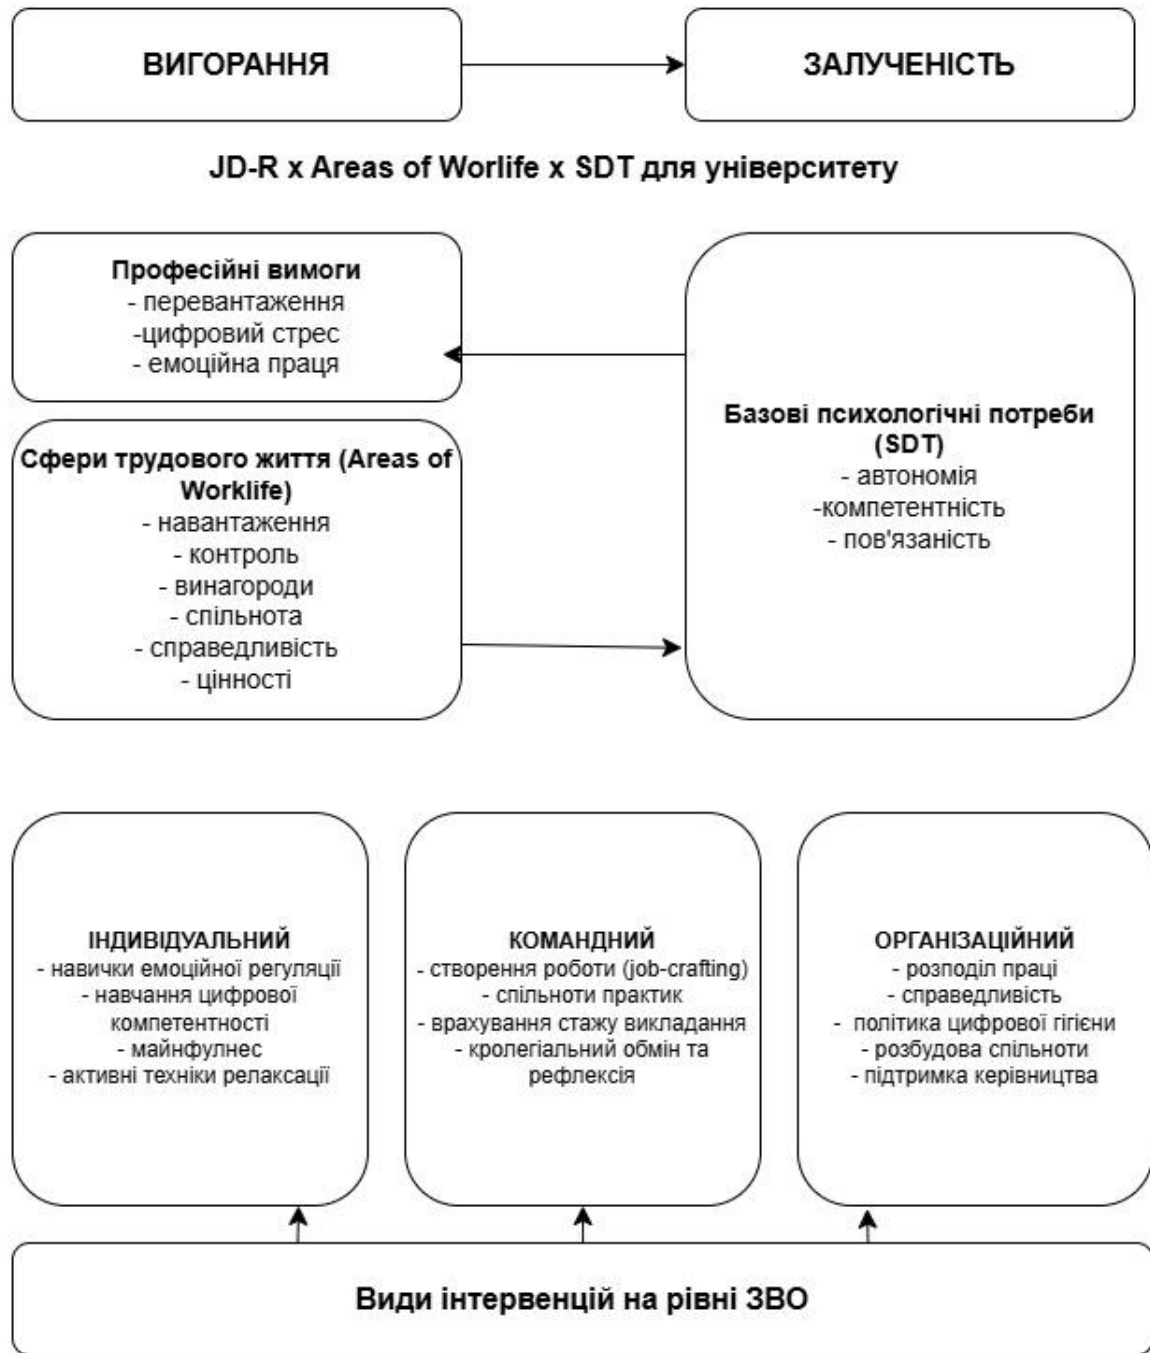 ВИГОРАННЯ
ЗАЛУЧЕНІСТЬ
JD-R x Areas of Worlife x SDT для університету
Професійні вимоги
- перевантаження
-цифровий стрес
- емоційна праця
Сфери трудового життя (Areas of
Worklife)
- навантаження
- контроль
- винагороди
- спільнота
- справедливість
- цінності
Базові психологічні потреби
(SDT)
- автономія
-компетентність
- пов'язаність
ІНДИВІДУАЛЬНИЙ
- навички емоційної регуляції
- навчання цифрової
компетентності
- майнфулнес
- активні техніки релаксації
КОМАНДНИЙ
- створення роботи (job-crafting)
- спільноти практик
- врахування стажу викладання
- кролегіальний обмін та
рефлексія
ОРГАНІЗАЦІЙНИЙ
- розподіл праці
- справедливість
- політика цифрової гігієни
- розбудова спільноти
- підтримка керівництва
Види інтервенцій на рівні ЗВО